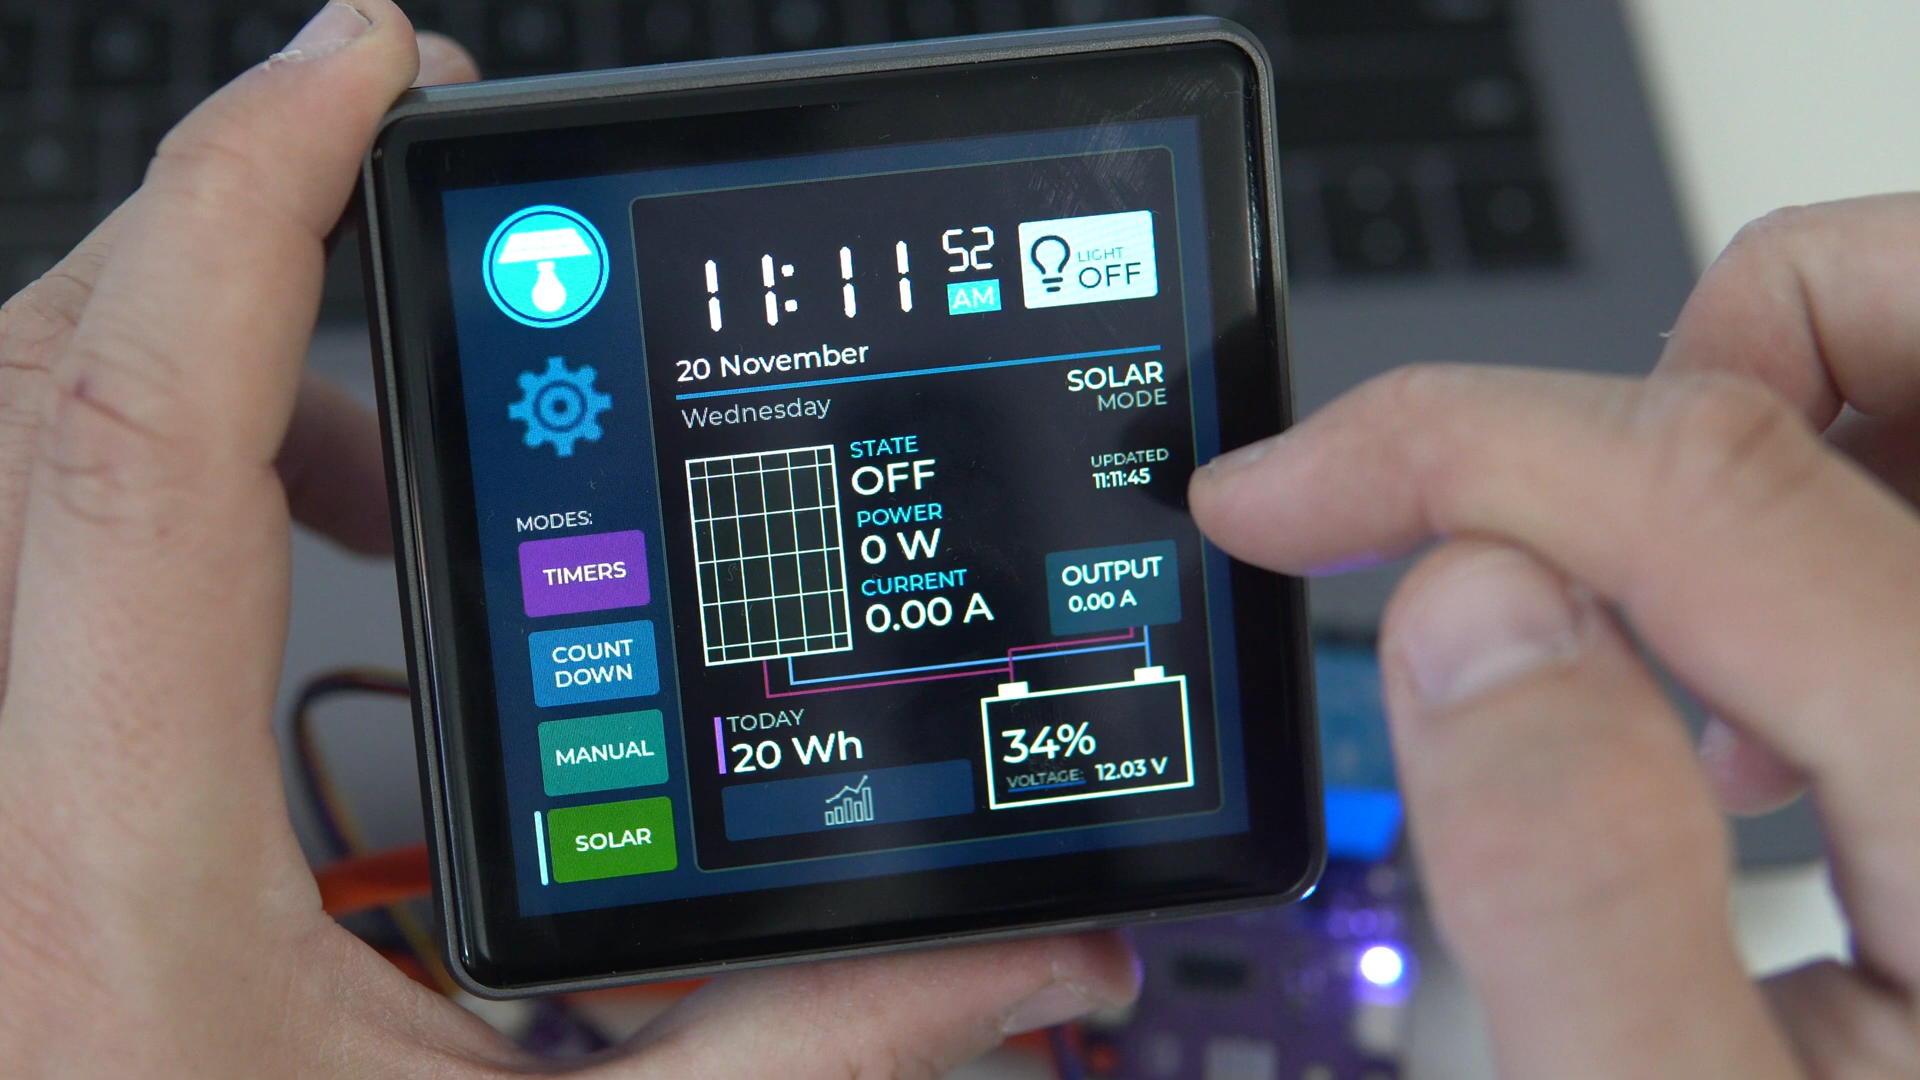 11:11 52
AM
LIGHT
OFF
20 November
Wednesday
SOLAR
MODE
UPDATED
11:11:45
STATE
OFF
POWER
0 W
CURRENT
0.00 A
OUTPUT
0.00 A
MODES:
TIMERS
COUNT
DOWN
MANUAL
SOLAR
TODAY
20 Wh
34%
VOLTAGE: 12.03 V